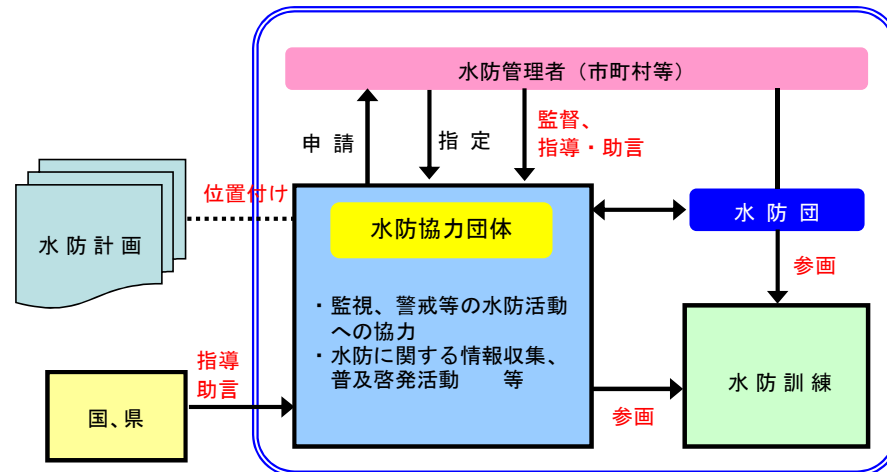 水防管理者（市町村等）
申請
指定
監督、
指導・助言
位置付け
水防計画
水防協力団体
水防団
・監視、警戒等の水防活動
への協力
・水防に関する情報収集、
普及啓発活動　　等
参画
指導
助言
国、県
参画
水防訓練